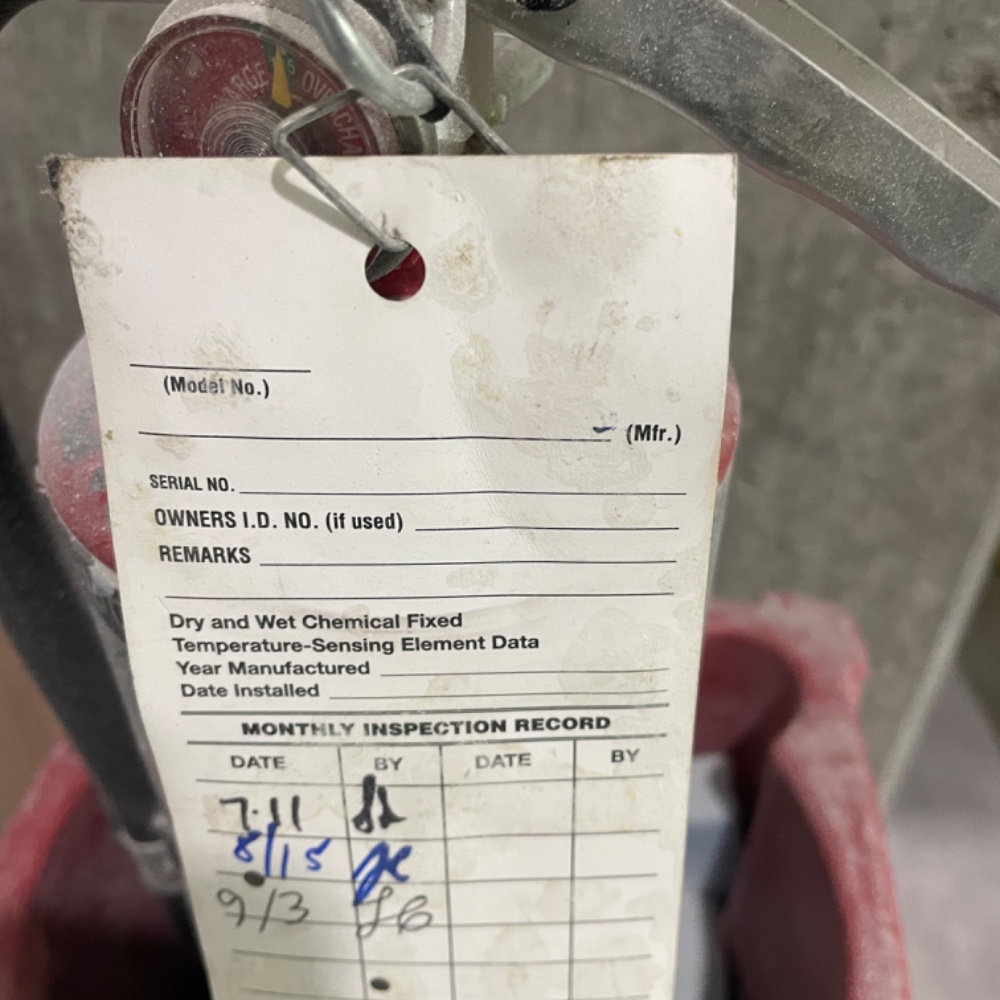 (Model No.)
(Mfr.)
SERIAL NO.
OWNERS I.D. NO. (if used)
REMARKS
Dry and Wet Chemical Fixed
Temperature-Sensing Element Data
Year Manufactured
Date Installed
MONTHLY INSPECTION RECORD
DATE BY DATE BY
7-11
8/15
9/3